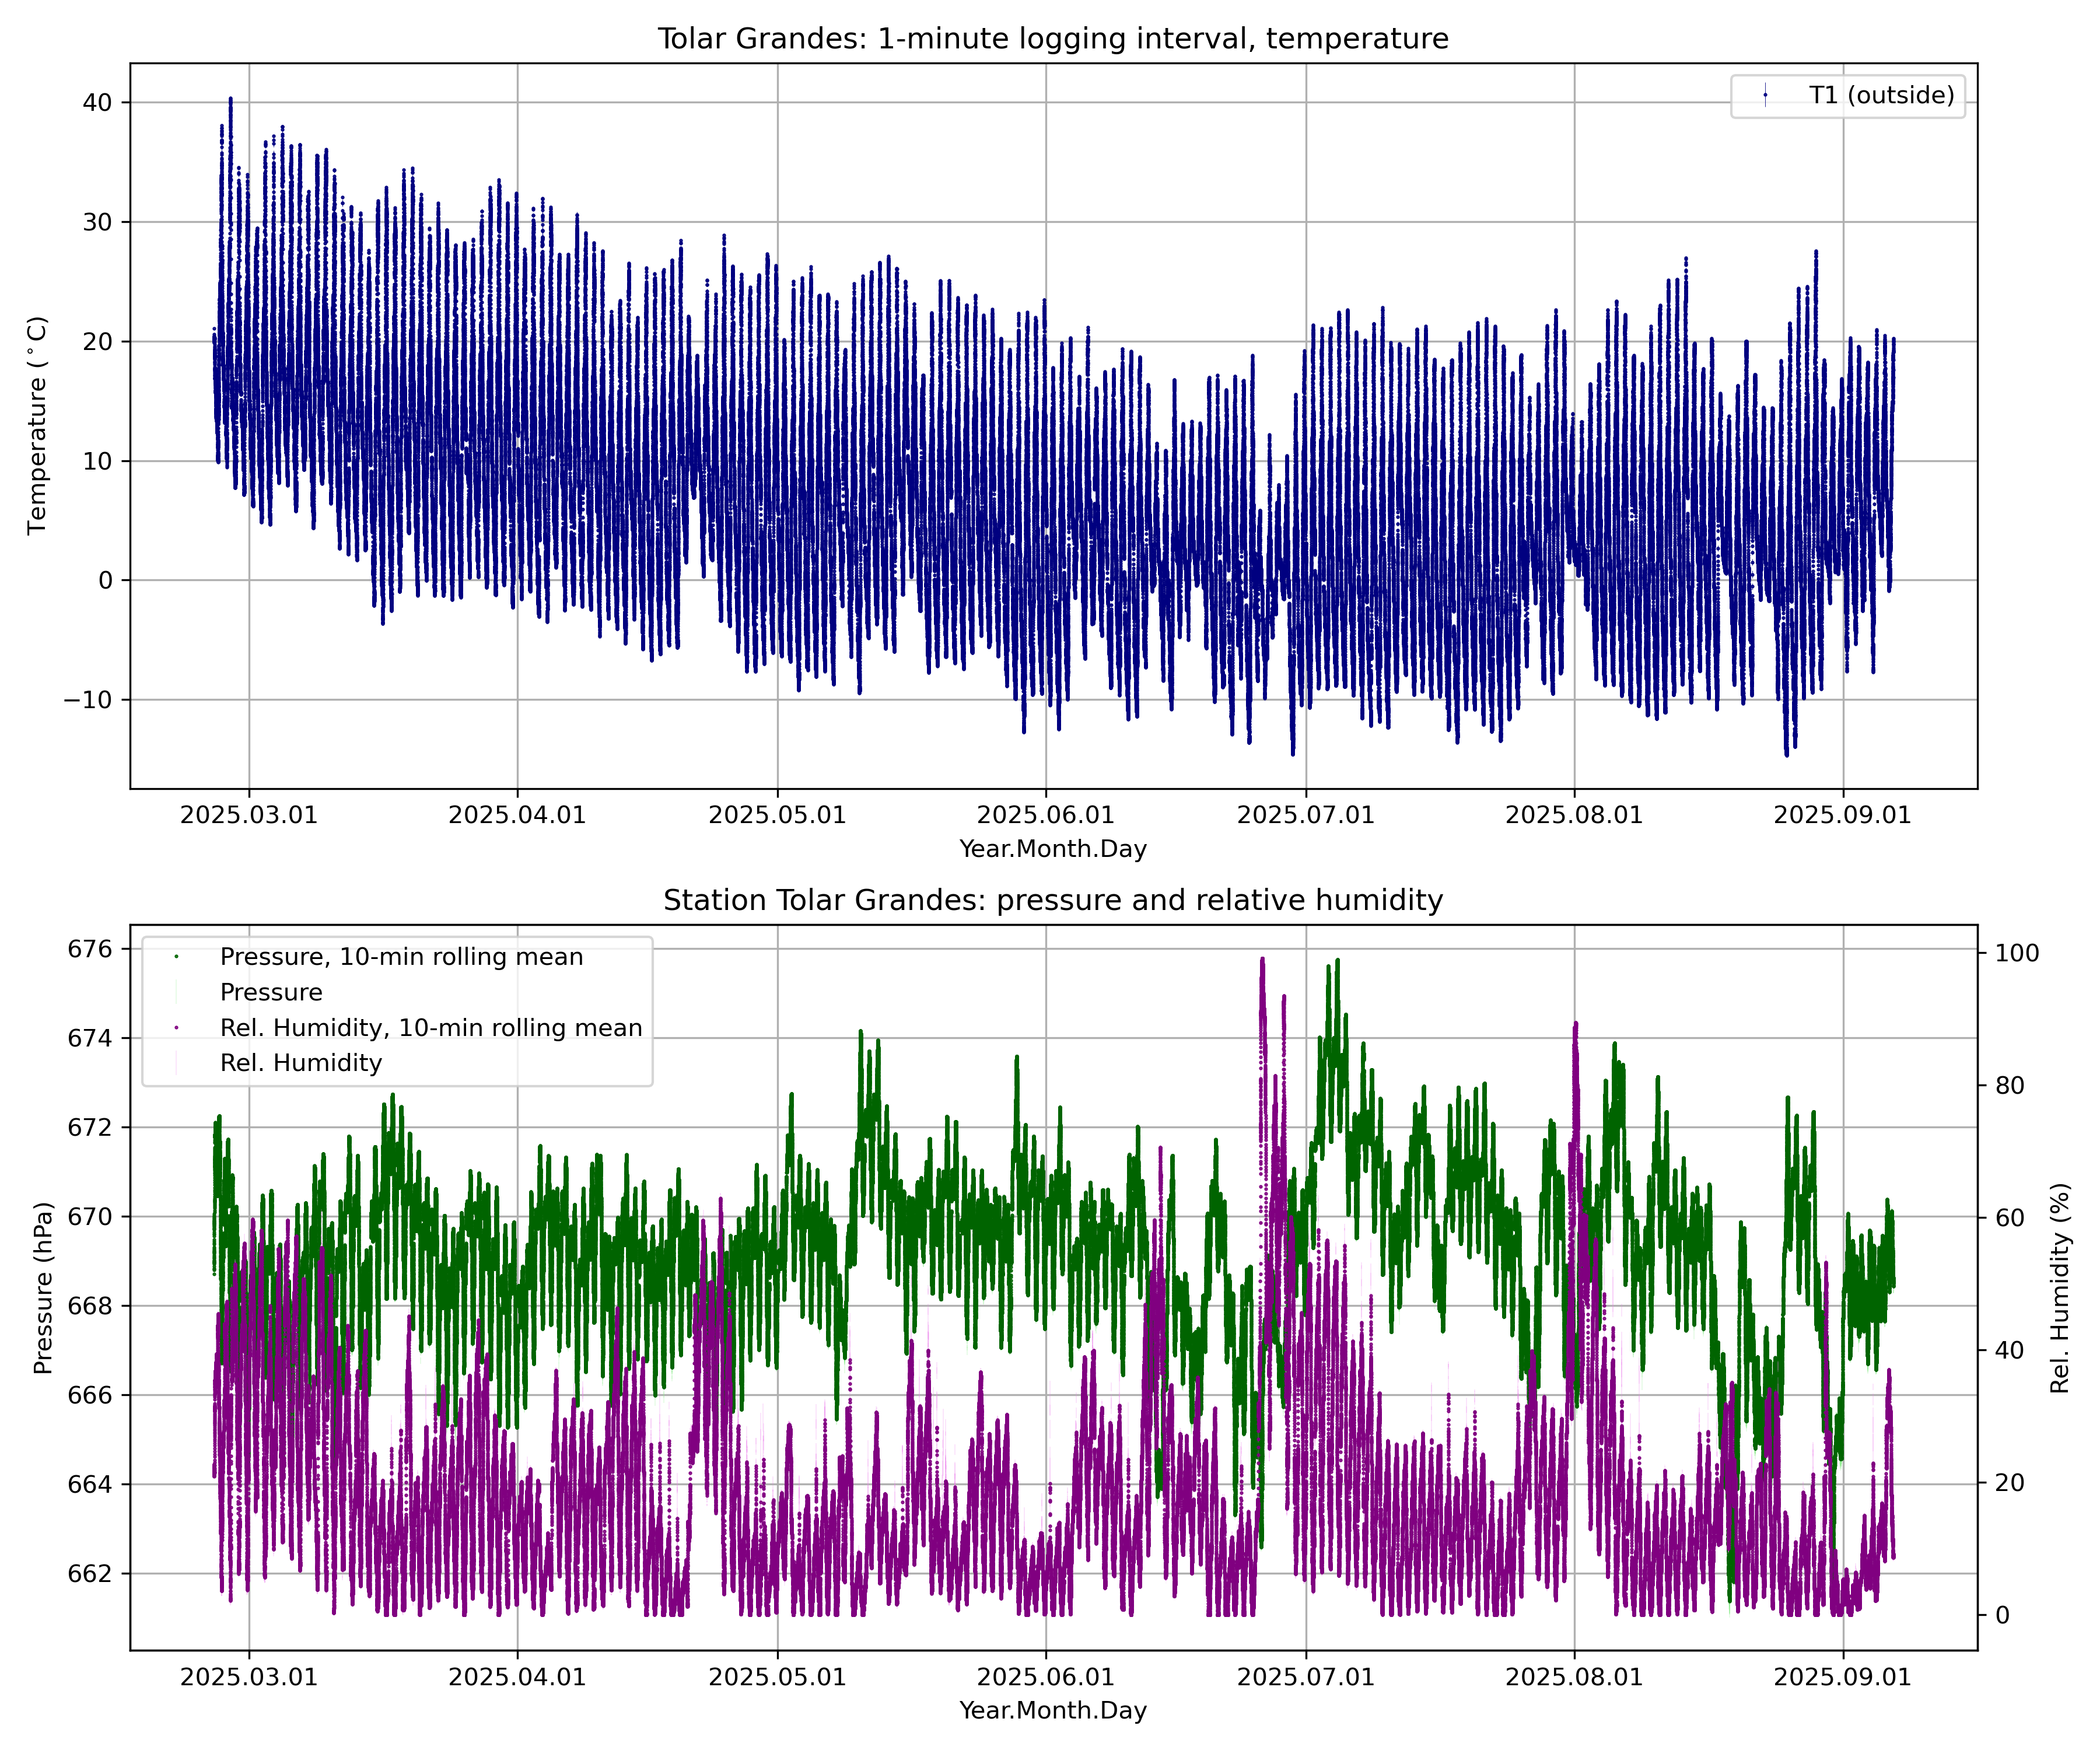 Tolar Grandes: 1-minute logging interval, temperature
T1 (outside)
40
30
20
10
0
−10
Temperature (°C)
2025.03.01 2025.04.01 2025.05.01 2025.06.01 2025.07.01 2025.08.01 2025.09.01
Year.Month.Day
Station Tolar Grandes: pressure and relative humidity
Pressure, 10-min rolling mean
Pressure
Rel. Humidity, 10-min rolling mean
Rel. Humidity
676
674
672
670
668
666
664
662
Pressure (hPa)
100
80
60
40
20
0
Rel. Humidity (%)
2025.03.01 2025.04.01 2025.05.01 2025.06.01 2025.07.01 2025.08.01 2025.09.01
Year.Month.Day